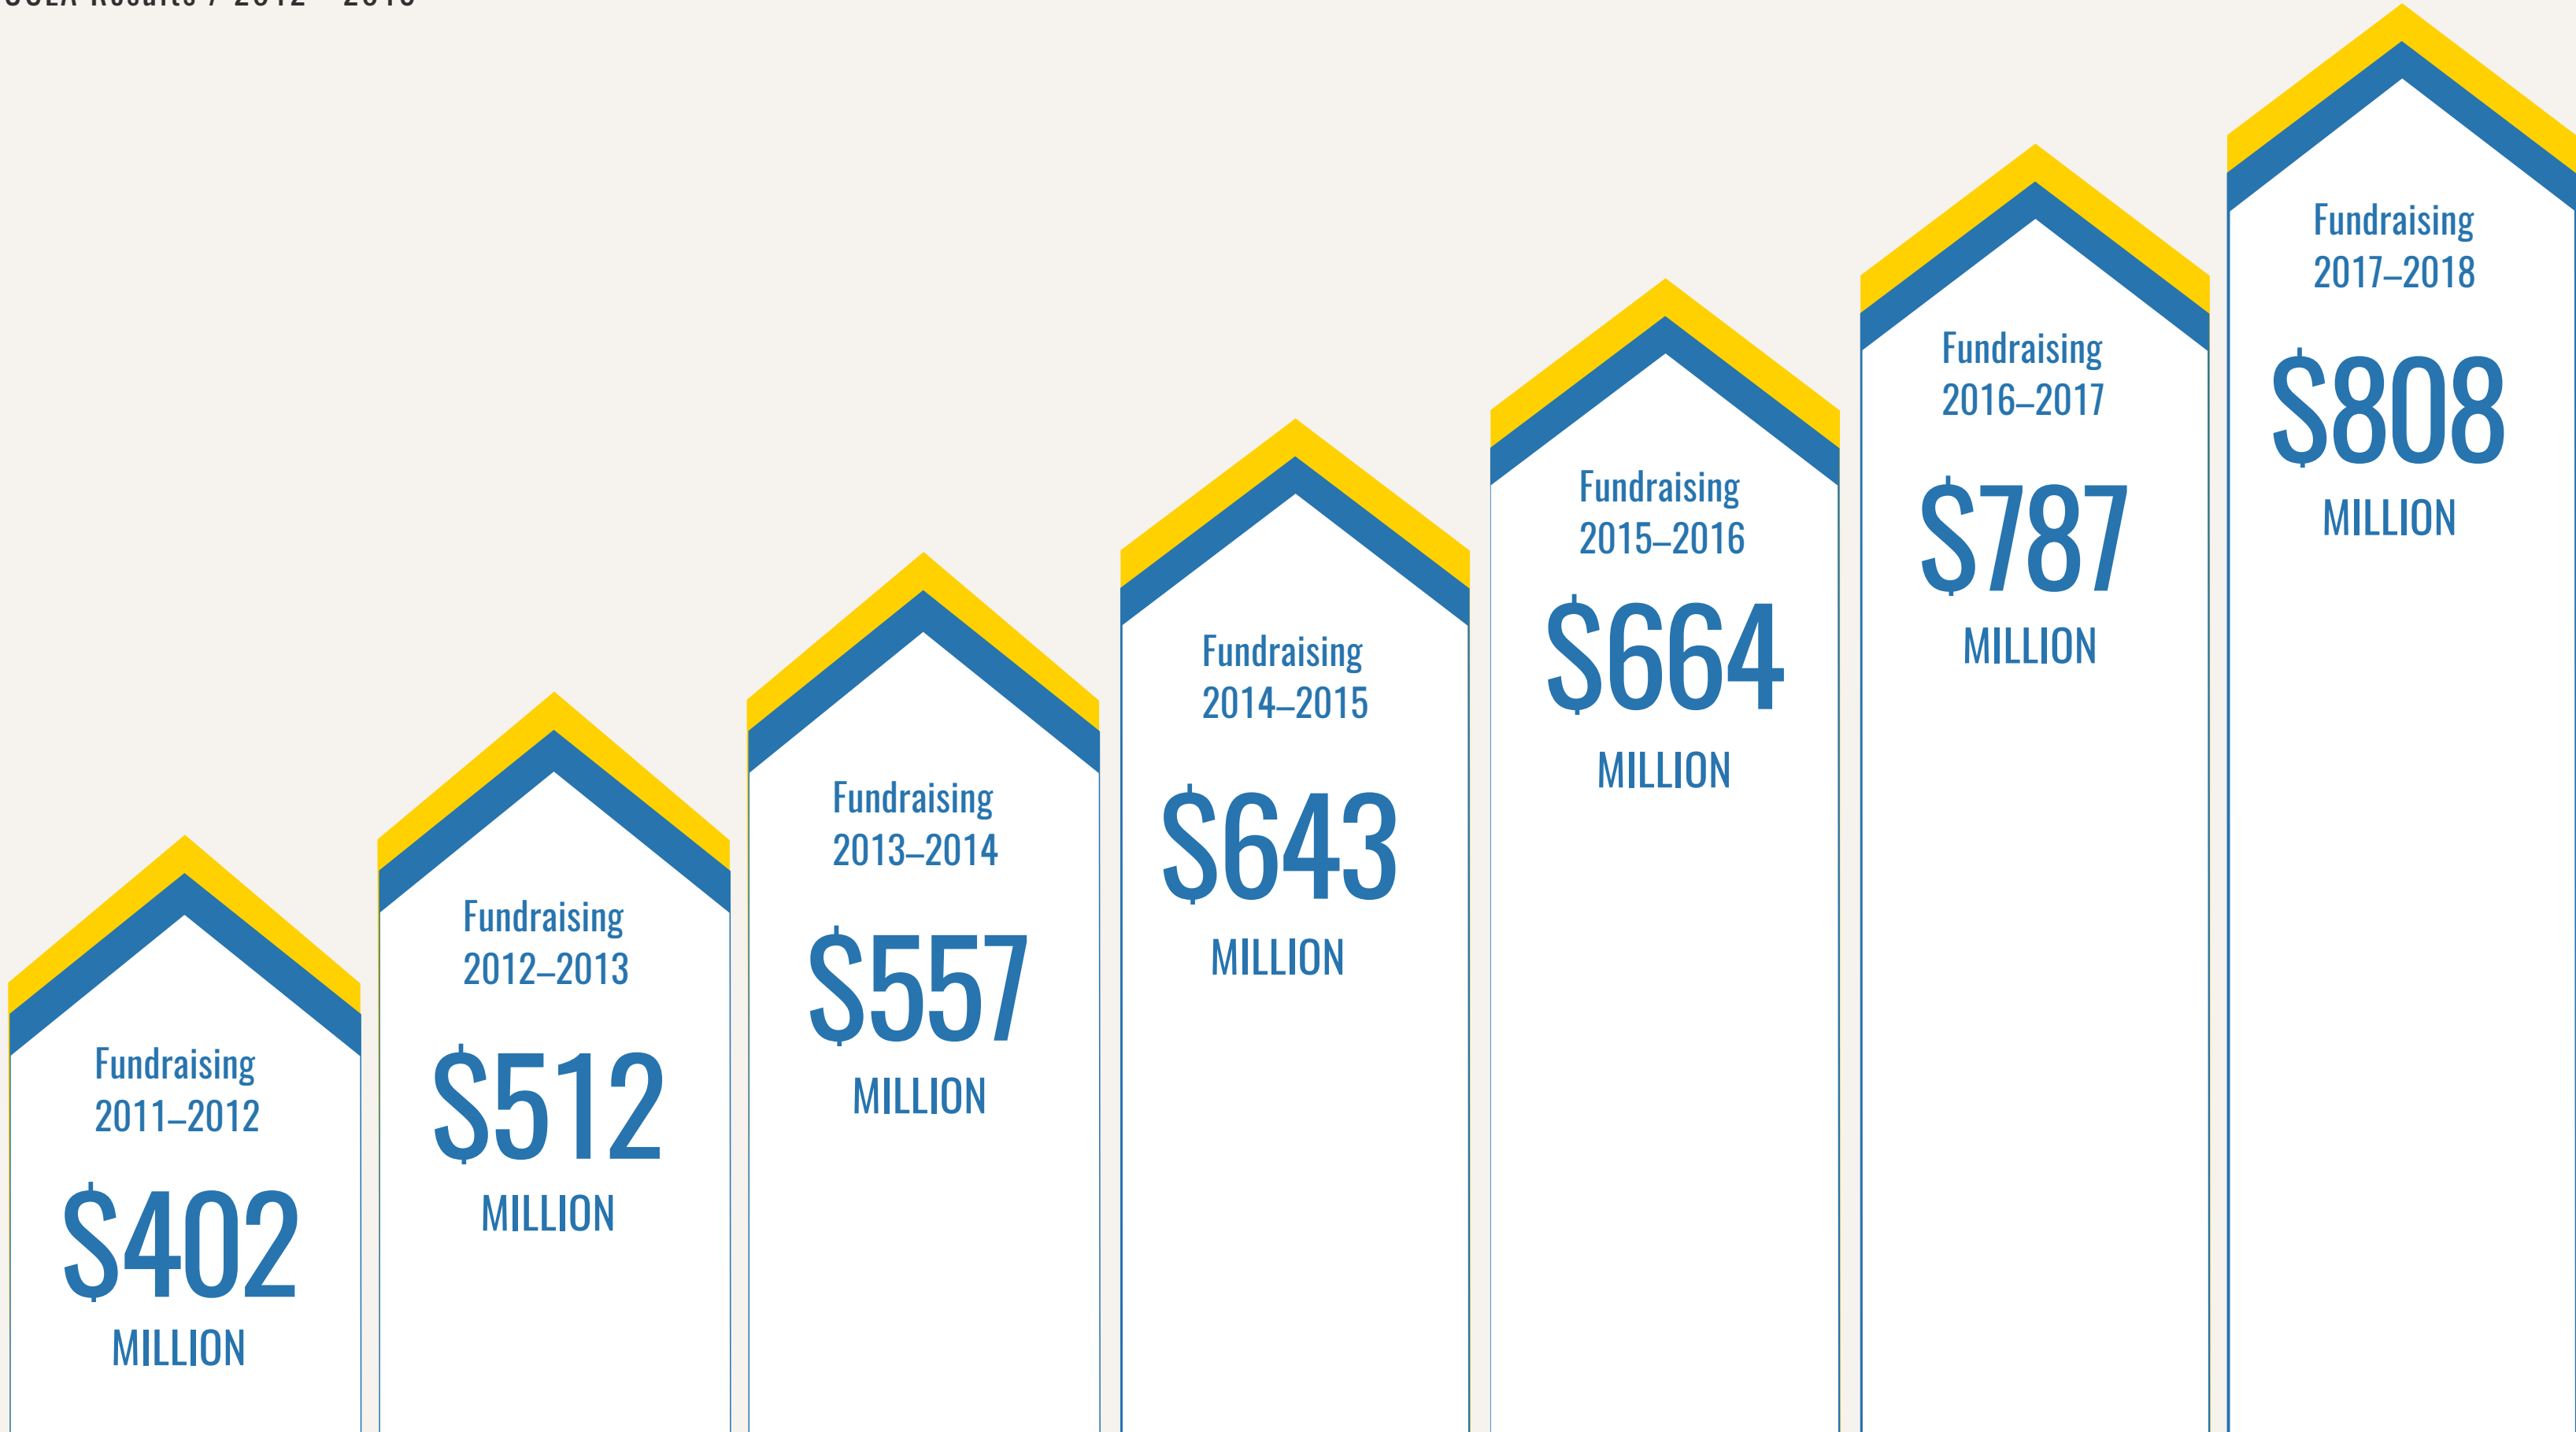 Fundraising
2011–2012
$402
MILLION
Fundraising
2012–2013
$512
MILLION
Fundraising
2013–2014
$557
MILLION
Fundraising
2014–2015
$643
MILLION
Fundraising
2015–2016
$664
MILLION
Fundraising
2016–2017
$787
MILLION
Fundraising
2017–2018
$808
MILLION